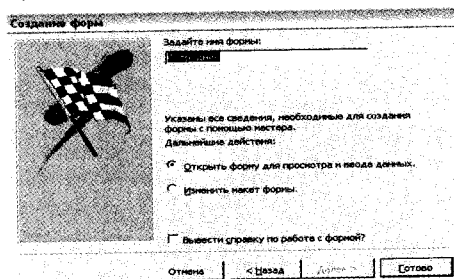 Создание форм
Задайте имя формы:
Указаны все сведения, необходимые для создания
формы с помощью мастера.
Дальнейшие действия:
Открыть форму для просмотра и ввода данных.
Изменить макет формы.
Вывести справку по работе с формой?
Отмена < Назад Далее > Готово